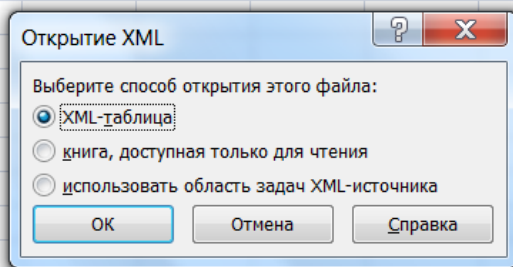 Открытие XML
Выберите способ открытия этого файла:
XML-таблица
книга, доступная только для чтения
использовать область задач XML-источника
ОК Отмена Справка